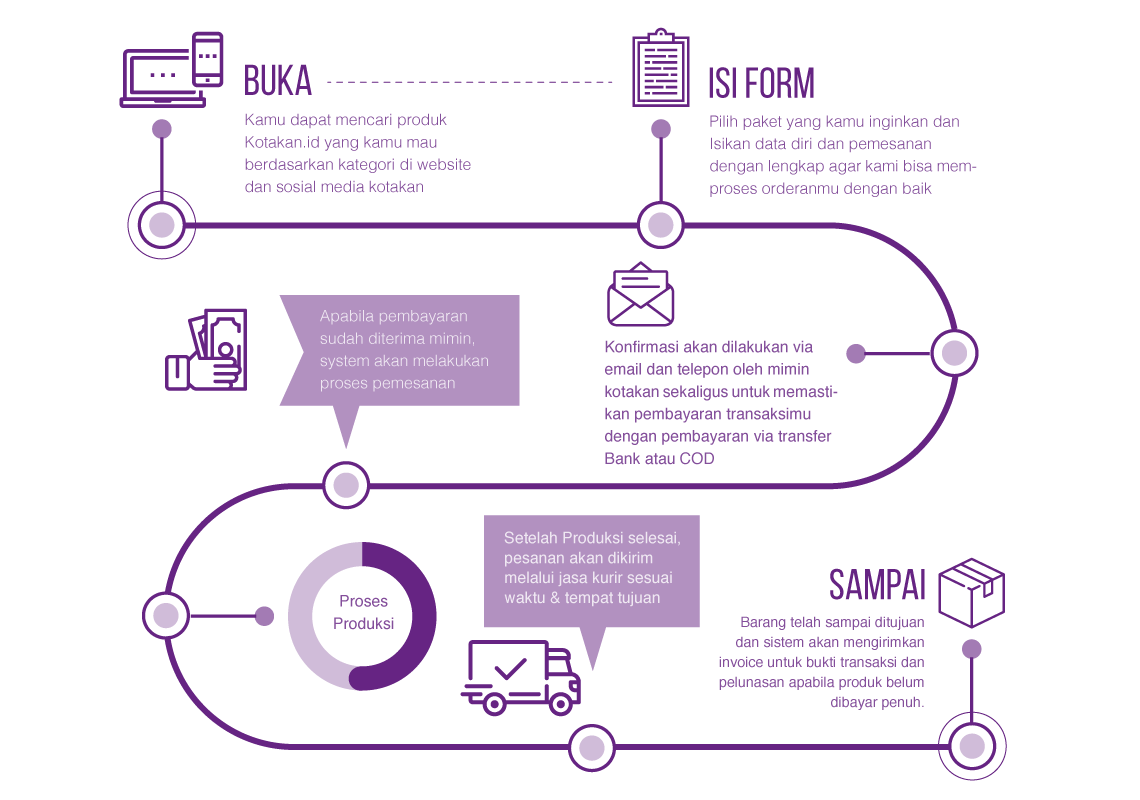 BUKA
Kamu dapat mencari produk
Kotakan.id yang kamu mau
berdasarkan kategori di website
dan sosial media kotakan
ISI FORM
Pilih paket yang kamu inginkan dan
Isikan data diri dan pemesanan
dengan lengkap agar kami bisa mem-
proses orderanmu dengan baik
Konfirmasi akan dilakukan via
email dan telepon oleh mimin
kotakan sekaligus untuk memasti-
kan pembayaran transaksimu
dengan pembayaran via transfer
Bank atau COD
Apabila pembayaran
sudah diterima mimin,
system akan melakukan
proses pemesanan
Proses
Produksi
Setelah Produksi selesai,
pesanan akan dikirim
melalui jasa kurir sesuai
waktu & tempat tujuan
SAMPAI
Barang telah sampai ditujuan
dan sistem akan mengirimkan
invoice untuk bukti transaksi dan
pelunasan apabila produk belum
dibayar penuh.